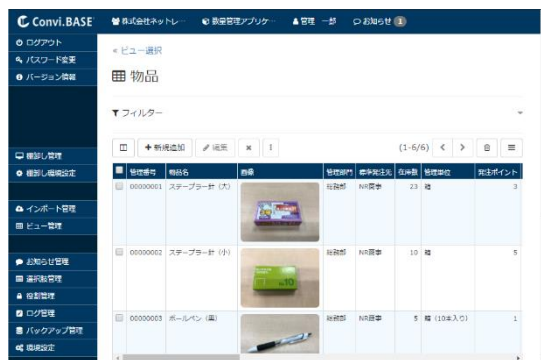 Convi.BASE
株式会社ネットレ…
数量管理アプリケ…
管理 一郎
お知らせ 1
ログアウト
パスワード変更
バージョン情報
棚卸し管理
棚卸し環境設定
インポート管理
ビュー管理
お知らせ管理
選択肢管理
役割管理
ログ管理
バックアップ管理
環境設定
« ビュー選択
物品
フィルター
+ 新規追加 編集 (1-6/6)
管理番号 物品名 画像 管理部門 標準発注元 在庫数 管理単位 発注ポイント
00000001 ステープラー針（大） 総務部 NR商事 23 箱 3
00000002 ステープラー針（小） 総務部 NR商事 10 箱 5
No.10
00000003 ボールペン（黒） 総務部 NR商事 5 箱（10本入り） 1